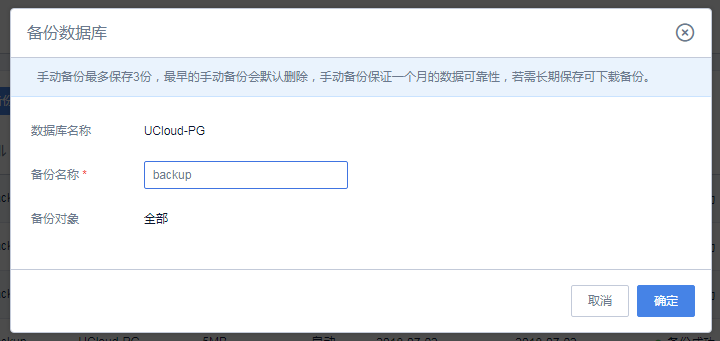 备份数据库
手动备份最多保存3份，最早的手动备份会默认删除，手动备份保证一个月的数据可靠性，若需长期保存可下载备份。
数据库名称 UCloud-PG
备份名称 * backup
备份对象 全部
取消 确定